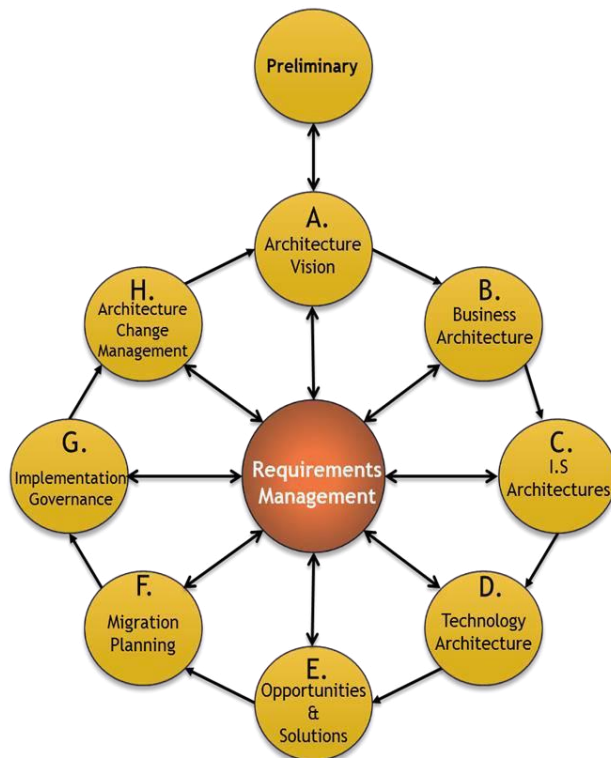 Preliminary
A.
Architecture
Vision
B.
Business
Architecture
C.
I.S
Architectures
D.
Technology
Architecture
E.
Opportunities
&
Solutions
F.
Migration
Planning
G.
Implementation
Governance
H.
Architecture
Change
Management
Requirements
Management